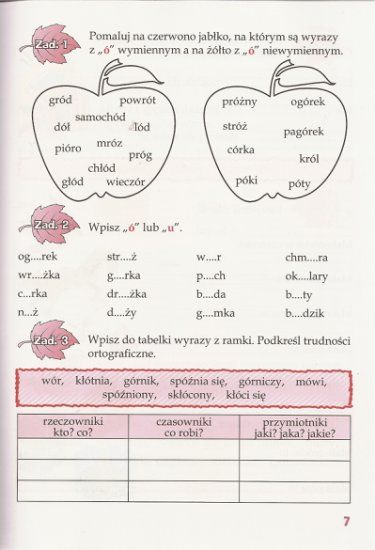 Zad. 1
Pomaluj na czerwono jabłko, na którym są wyrazy
z „ó” wymiennym a na żółto z „ó” niewymiennym.
gród powrót
samochód
dół lód
pióro mróz
próg
chłód
głód wieczór
próżny ogórek
stróż
pagórek
córka
król
póki póty
Zad. 2
Wpisz „ó” lub „u”.
og....rek str....ż w....r chm....ra
wr....żka g....rka p....ch ok....lary
c...rka dr....żka b....da b....ty
n...ż d....ży g....mka b....dzik
Zad. 3
Wpisz do tabelki wyrazy z ramki. Podkreśl trudności
ortograficzne.
wór, kłótnia, górnik, spóźnia się, górniczy, mówi,
spóźniony, skłócony, kłóci się
rzeczowniki czasowniki przymiotniki
kto? co? co robi? jaki? jaka? jakie?
7